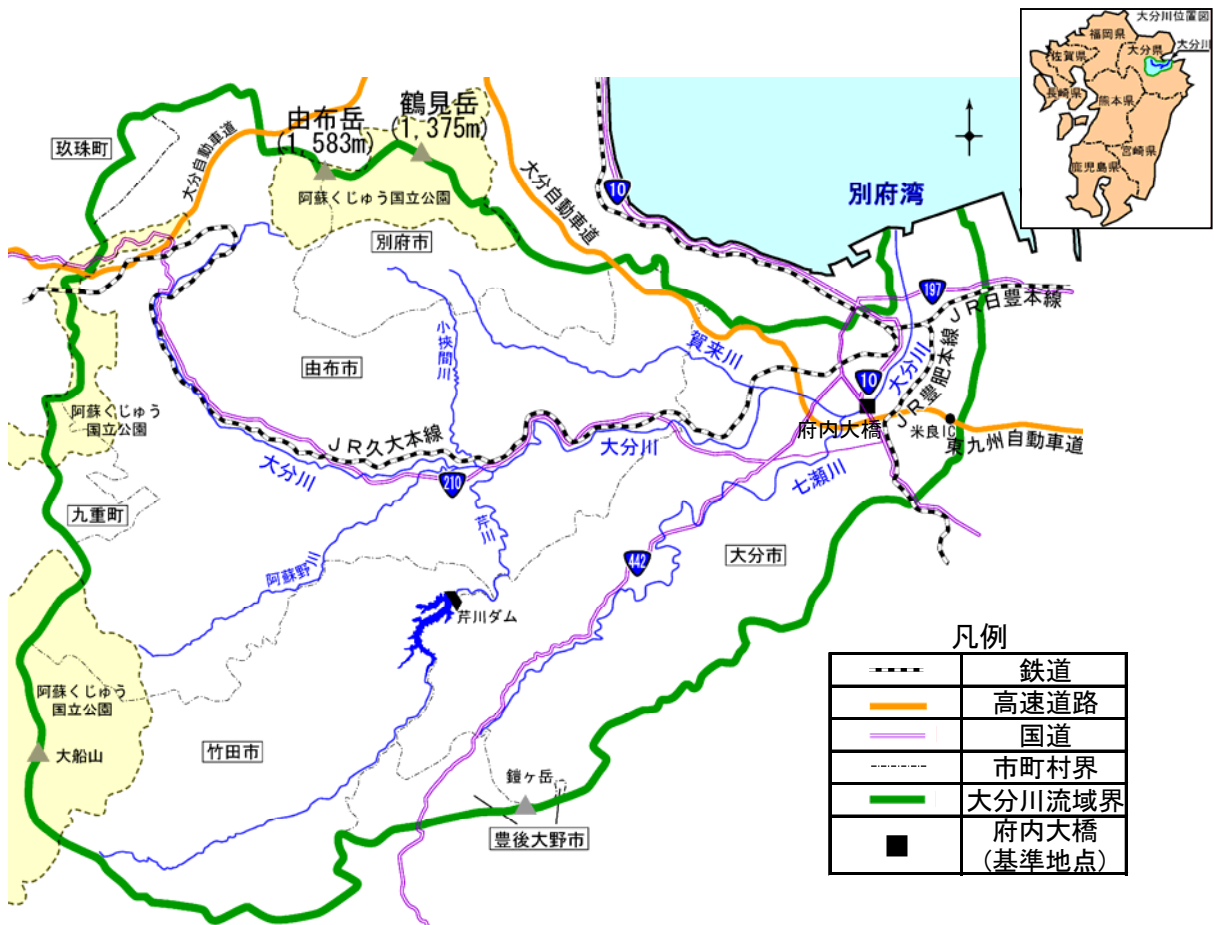 大分川位置図
福岡県
大分県
大分川
佐賀県
長崎県
熊本県
宮崎県
鹿児島県
鶴見岳
(1,375m)
由布岳
(1,583m)
玖珠町
大分自動車道
大分自動車道
阿蘇くじゅう国立公園
別府市
10
別府湾
197
JR日豊本線
小挾間川
賀来川
大分川
JR豊肥本線
由布市
10
阿蘇くじゅう
国立公園
府内大橋
米良IC
東九州自動車道
JR久大本線
大分川
大分川
七瀬川
210
九重町
芹川
大分市
442
阿蘇野川
芹川ダム
阿蘇くじゅう
国立公園
大船山
竹田市
鎧ヶ岳
豊後大野市
凡例
鉄道
高速道路
国道
市町村界
大分川流域界
府内大橋
(基準地点)